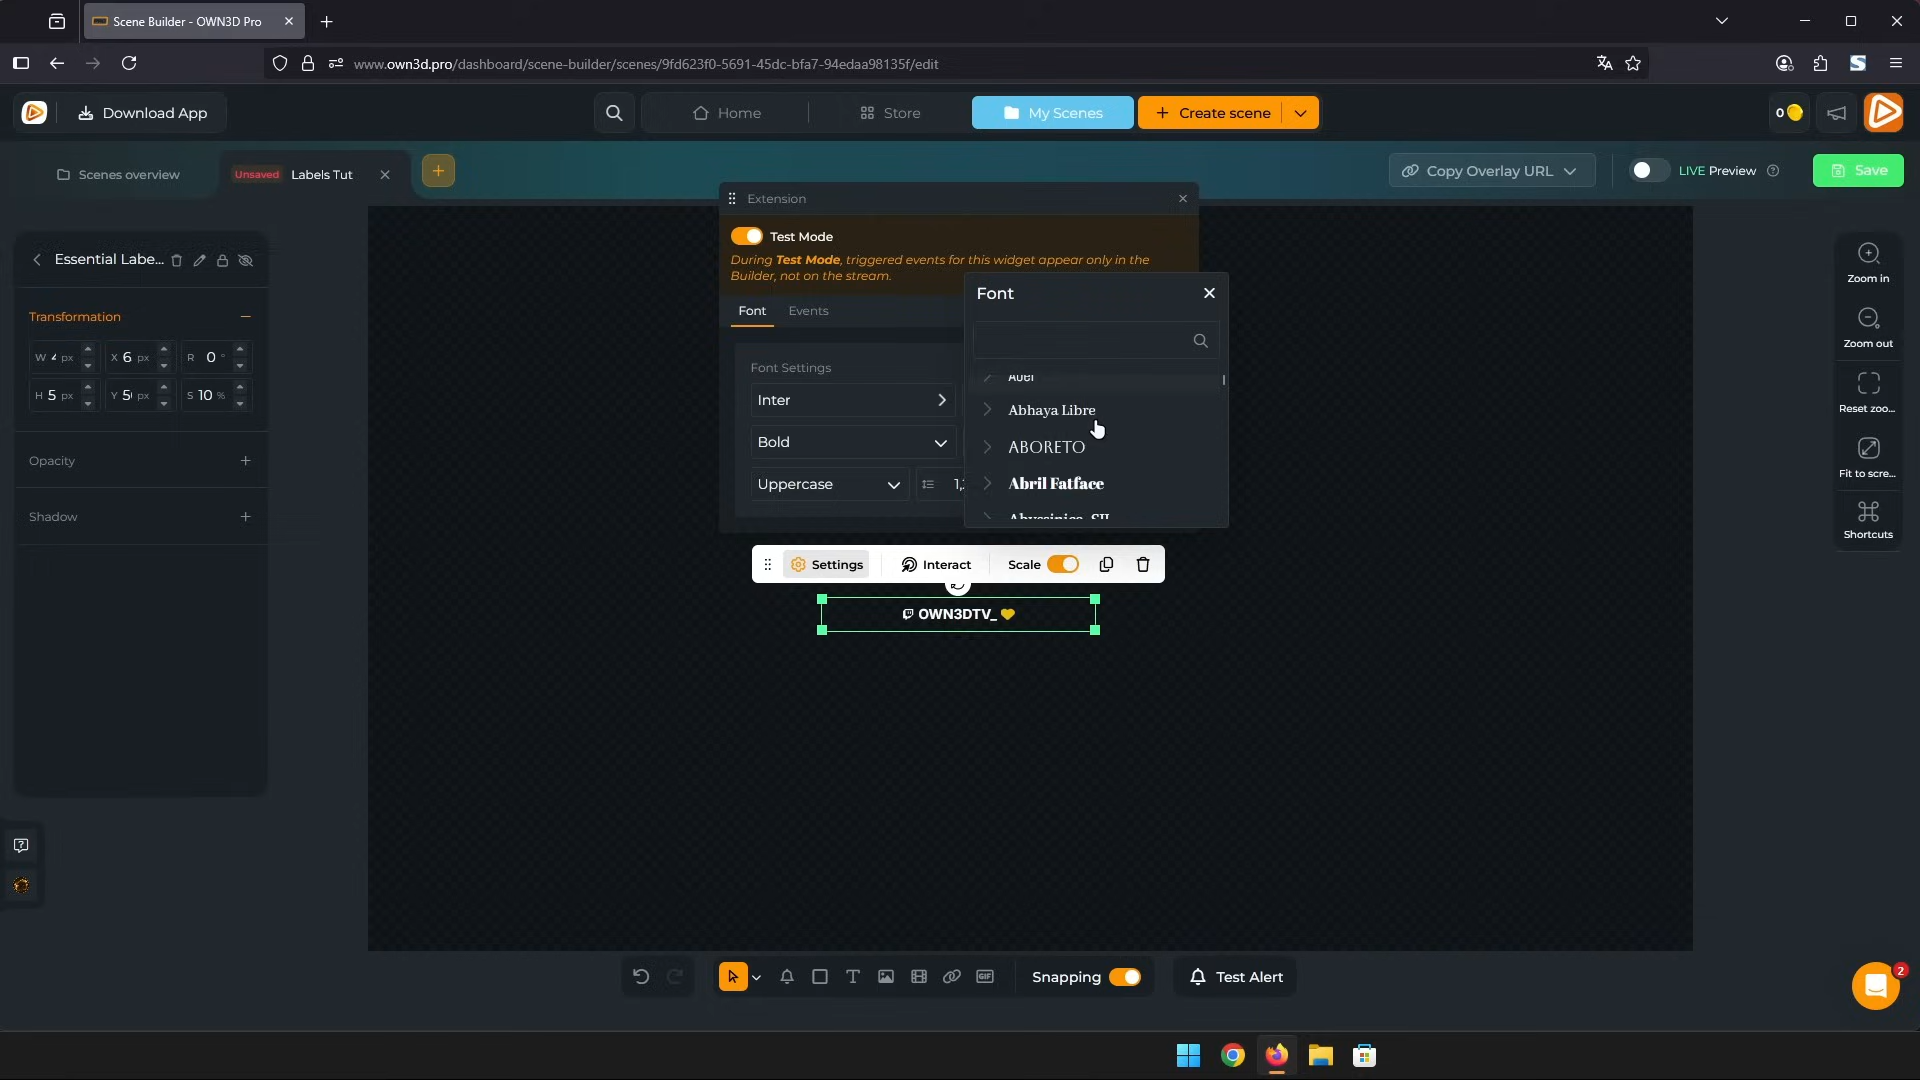 Scene Builder - OWN3D Pro
www.own3d.pro/dashboard/scene-builder/scenes/9fd623f0-5691-45dc-bfa7-94edaa98135f/edit
Download App
Home
Store
My Scenes
Create scene
0
Scenes overview
Unsaved Labels Tut
Copy Overlay URL
LIVE Preview
Save
Extension
Test Mode
During Test Mode, triggered events for this widget appear only in the
Builder, not on the stream.
Font
Events
Font Settings
Inter
Bold
Uppercase
Font
Abel
Abhaya Libre
ABORETO
Abril Fatface
Abyssinica SIL
Essential Labe...
Transformation
W px X 6 px R 0 °
H 5 px Y 5 px S 10 %
Opacity
Shadow
Settings
Interact
Scale
OWN3DTV_
Zoom in
Zoom out
Reset zoo...
Fit to scre...
Shortcuts
GIF
Snapping
Test Alert
2